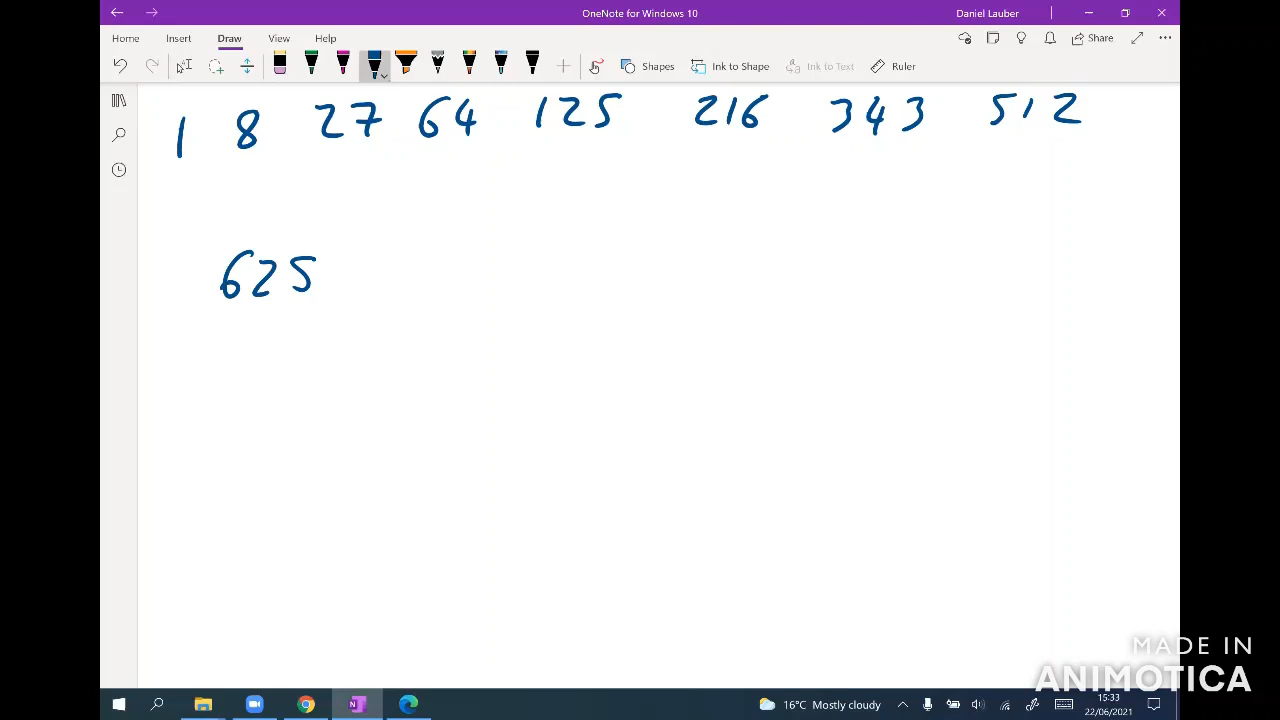 OneNote for Windows 10
Daniel Lauber
Home Insert Draw View Help
Share
Shapes Ink to Shape Ink to Text Ruler
1 8 27 64 125 216 343 512
625
MADE IN
ANIMOTICA
16°C Mostly cloudy
15:33
22/06/2021